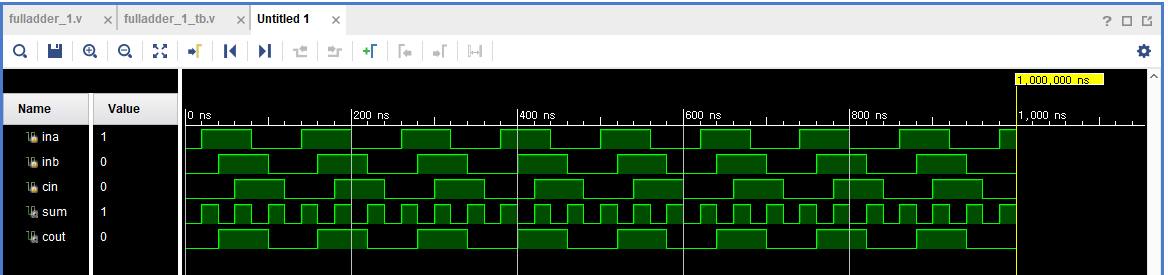 fulladder_1.v × fulladder_1_tb.v × Untitled 1 ×
?
1,000,000 ns
Name Value
0 ns 200 ns 400 ns 600 ns 800 ns 1,000 ns
ina 1
inb 0
cin 0
sum 1
cout 0